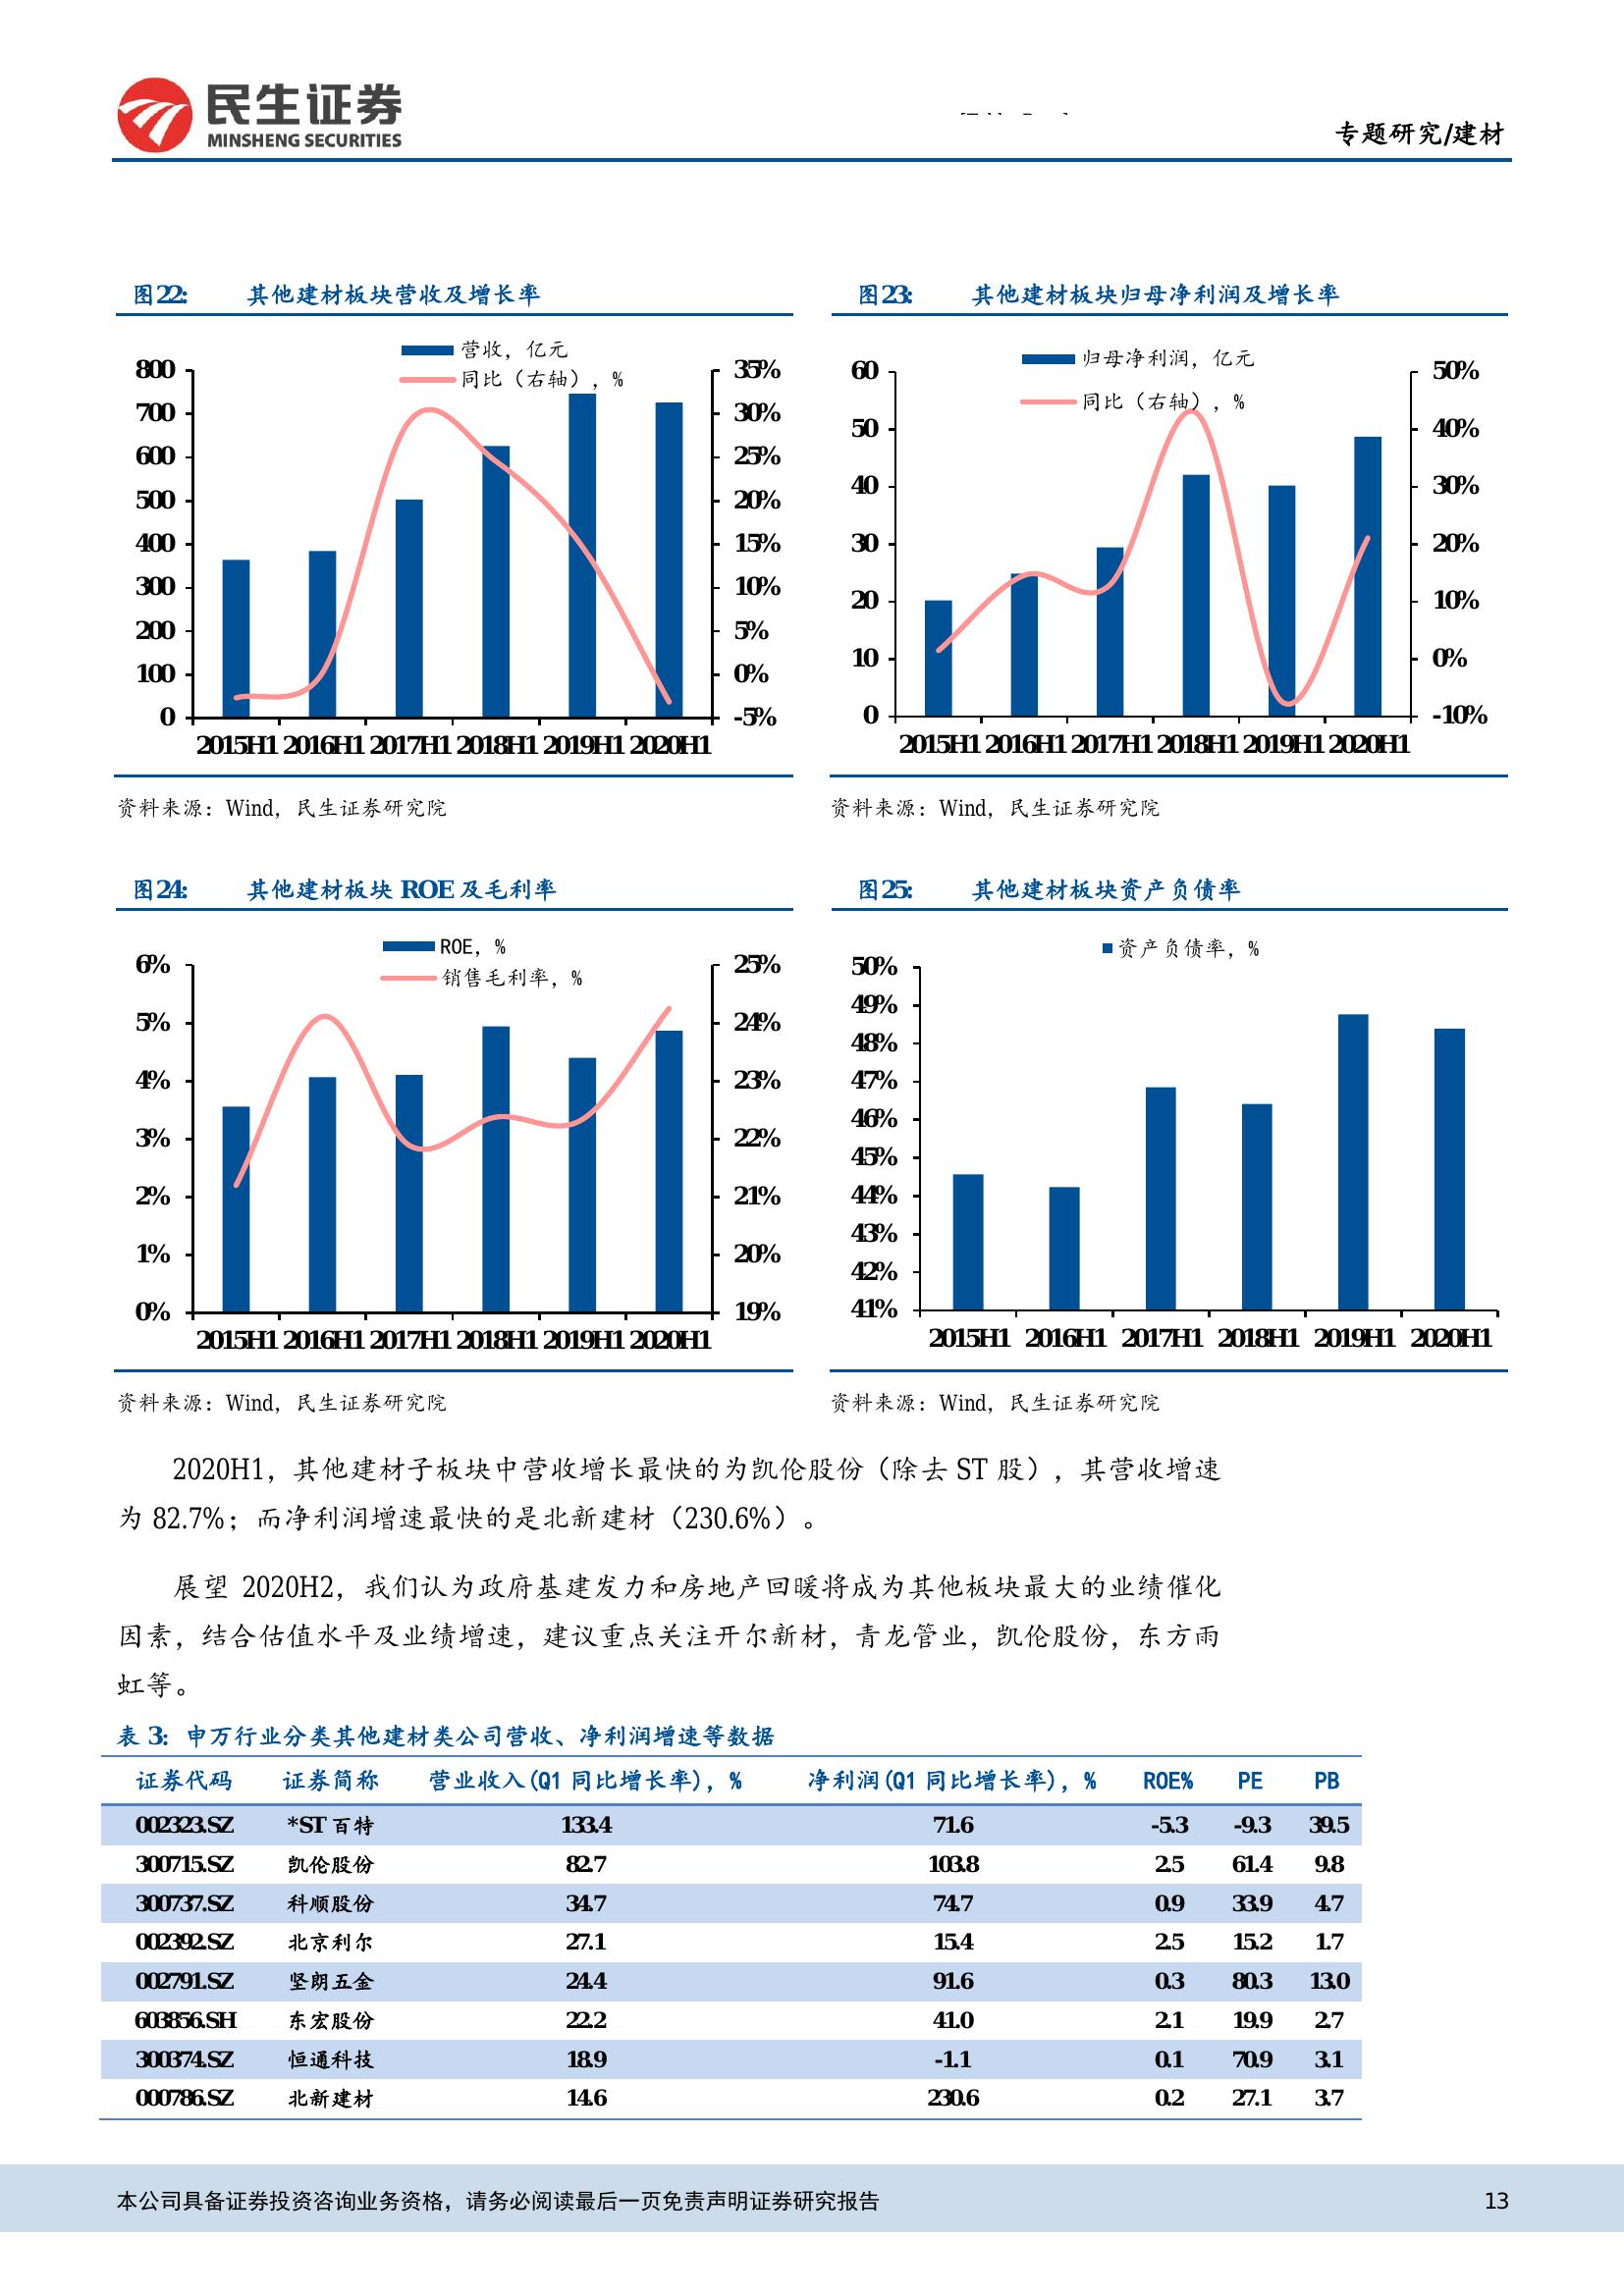 民生证券
MINSHENG SECURITIES
专题研究/建材
图22: 其他建材板块营收及增长率
图23: 其他建材板块归母净利润及增长率
营收，亿元
同比（右轴），%
800
700
600
500
400
300
200
100
0
35%
30%
25%
20%
15%
10%
5%
0%
-5%
2015H1 2016H1 2017H1 2018H1 2019H1 2020H1
归母净利润，亿元
同比（右轴），%
60
50
40
30
20
10
0
50%
40%
30%
20%
10%
0%
-10%
2015H1 2016H1 2017H1 2018H1 2019H1 2020H1
资料来源：Wind，民生证券研究院
资料来源：Wind，民生证券研究院
图24: 其他建材板块 ROE 及毛利率
图25: 其他建材板块资产负债率
ROE，%
销售毛利率，%
6%
5%
4%
3%
2%
1%
0%
25%
24%
23%
22%
21%
20%
19%
2015H1 2016H1 2017H1 2018H1 2019H1 2020H1
资产负债率，%
50%
49%
48%
47%
46%
45%
44%
43%
42%
41%
2015H1 2016H1 2017H1 2018H1 2019H1 2020H1
资料来源：Wind，民生证券研究院
资料来源：Wind，民生证券研究院
2020H1，其他建材子板块中营收增长最快的为凯伦股份（除去 ST 股），其营收增速
为 82.7%；而净利润增速最快的是北新建材（230.6%）。
展望 2020H2，我们认为政府基建发力和房地产回暖将成为其他板块最大的业绩催化
因素，结合估值水平及业绩增速，建议重点关注开尔新材，青龙管业，凯伦股份，东方雨
虹等。
表 3: 申万行业分类其他建材类公司营收、净利润增速等数据
证券代码 证券简称 营业收入(Q1 同比增长率)，% 净利润(Q1 同比增长率)，% ROE% PE PB
002323.SZ *ST 百特 133.4 71.6 -5.3 -9.3 39.5
300715.SZ 凯伦股份 82.7 103.8 2.5 61.4 9.8
300737.SZ 科顺股份 34.7 74.7 0.9 33.9 4.7
002392.SZ 北京利尔 27.1 15.4 2.5 15.2 1.7
002791.SZ 坚朗五金 24.4 91.6 0.3 80.3 13.0
603856.SH 东宏股份 22.2 41.0 2.1 19.9 2.7
300374.SZ 恒通科技 18.9 -1.1 0.1 70.9 3.1
000786.SZ 北新建材 14.6 230.6 0.2 27.1 3.7
本公司具备证券投资咨询业务资格，请务必阅读最后一页免责声明证券研究报告 13